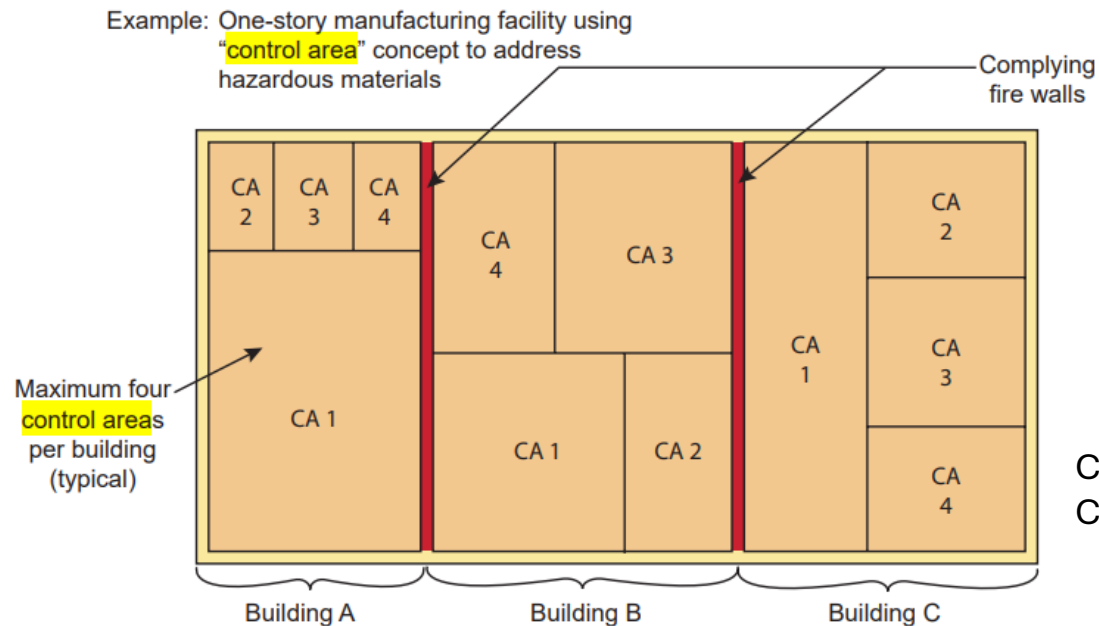 Example: One-story manufacturing facility using
“control area” concept to address
hazardous materials
Complying
fire walls
CA
2
CA
3
CA
4
CA
4
CA 3
CA
2
CA
1
CA
3
Maximum four
control areas
per building
(typical)
CA 1
CA 1
CA 2
CA
4
C
C
Building A
Building B
Building C